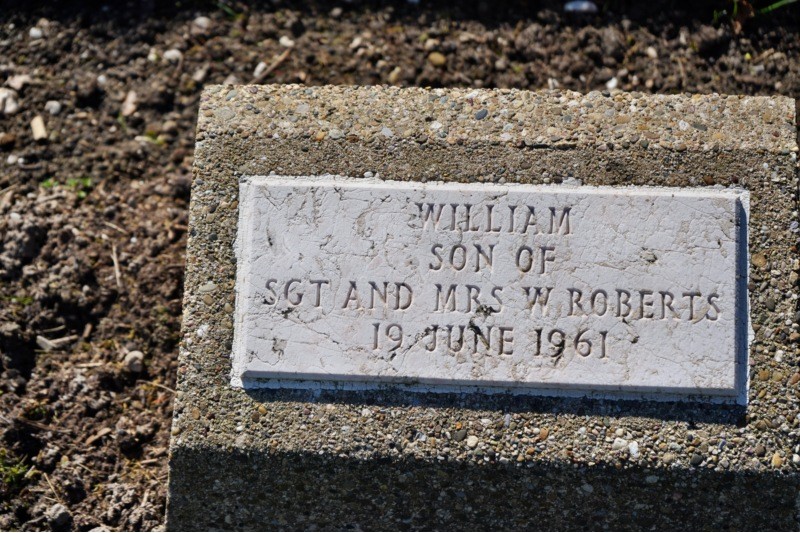 WILLIAM
SON OF
SGT AND MRS W. ROBERTS
19 JUNE 1961